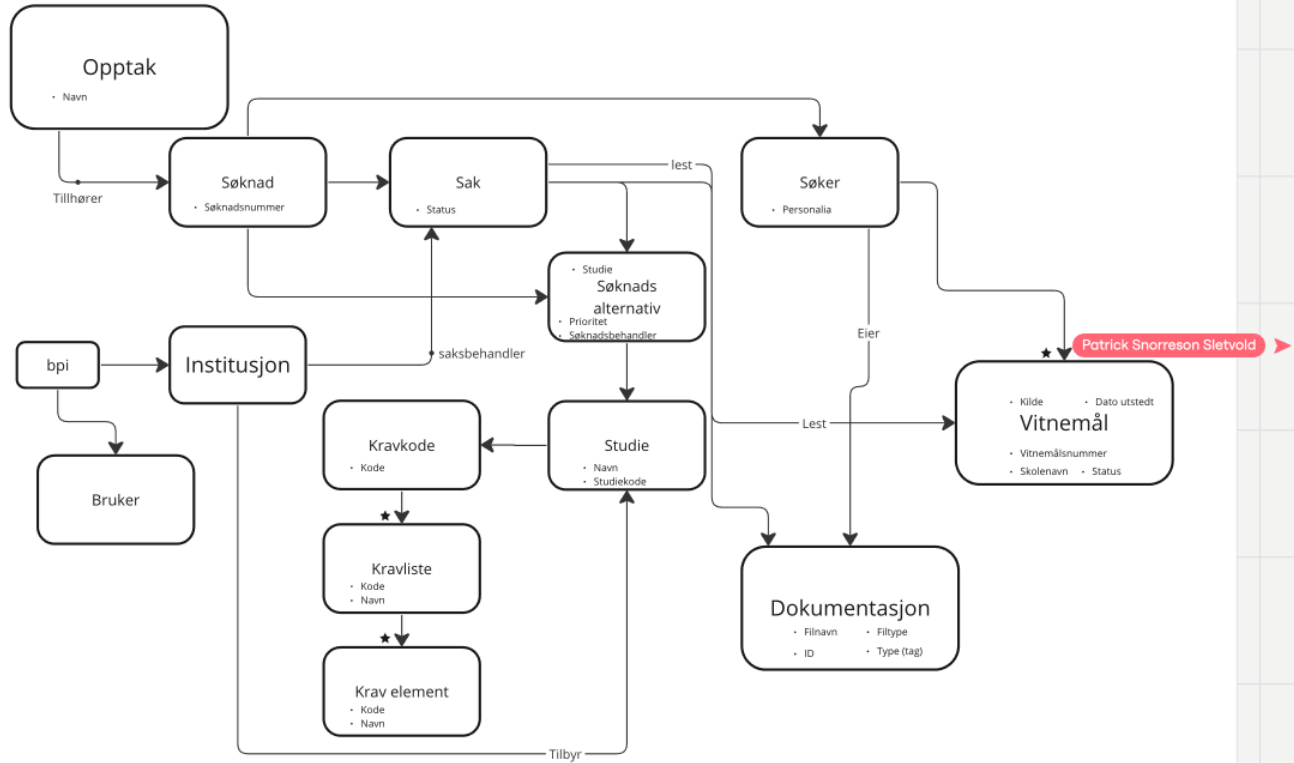 Opptak
· Navn
Tillhører
Søknad
· Søknadsnummer
Sak
· Status
lest
Søker
· Personalia
· Studie
Søknads
alternativ
· Prioritet
· Søknadsbehandler
Eier
bpi
Institusjon
saksbehandler
Patrick Snorreson Sletvold
· Kilde
· Dato utstedt
Vitnemål
· Vitnemålsnummer
· Skolenavn
· Status
Lest
Kravkode
· Kode
Studie
· Navn
· Studiekode
Bruker
Kravliste
· Kode
· Navn
Dokumentasjon
· Filnavn
· Filtype
· ID
· Type (tag)
Krav element
· Kode
· Navn
Tilbyr